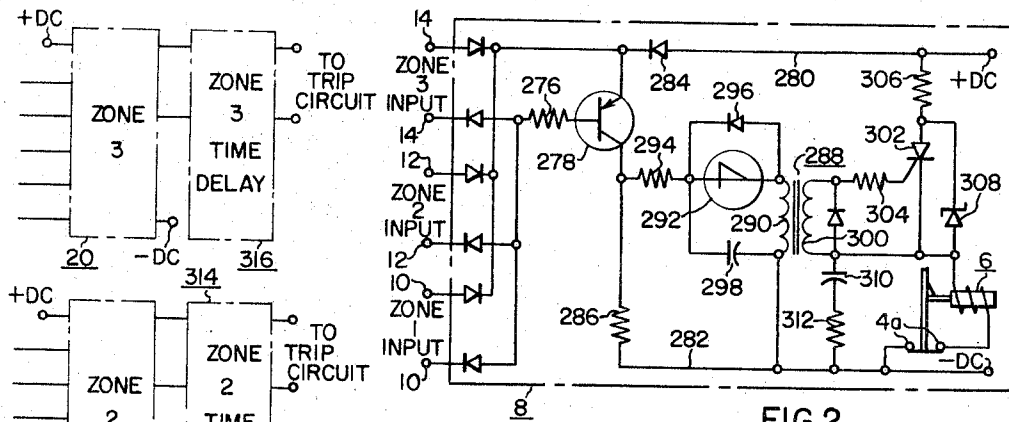 +DC
ZONE
3
ZONE
3
TIME
DELAY
TO
TRIP
CIRCUIT
20
-DC
316
+DC
314
ZONE
2
ZONE
2
TIME
TO
TRIP
CIRCUIT
14
ZONE
3
INPUT
14
12
ZONE
2
INPUT
12
10
ZONE
1
INPUT
10
276
278
284
280
+DC
306
296
294
292
288
290
300
302
304
308
298
286
310
312
282
6
4a
-DC
8
FIG.2